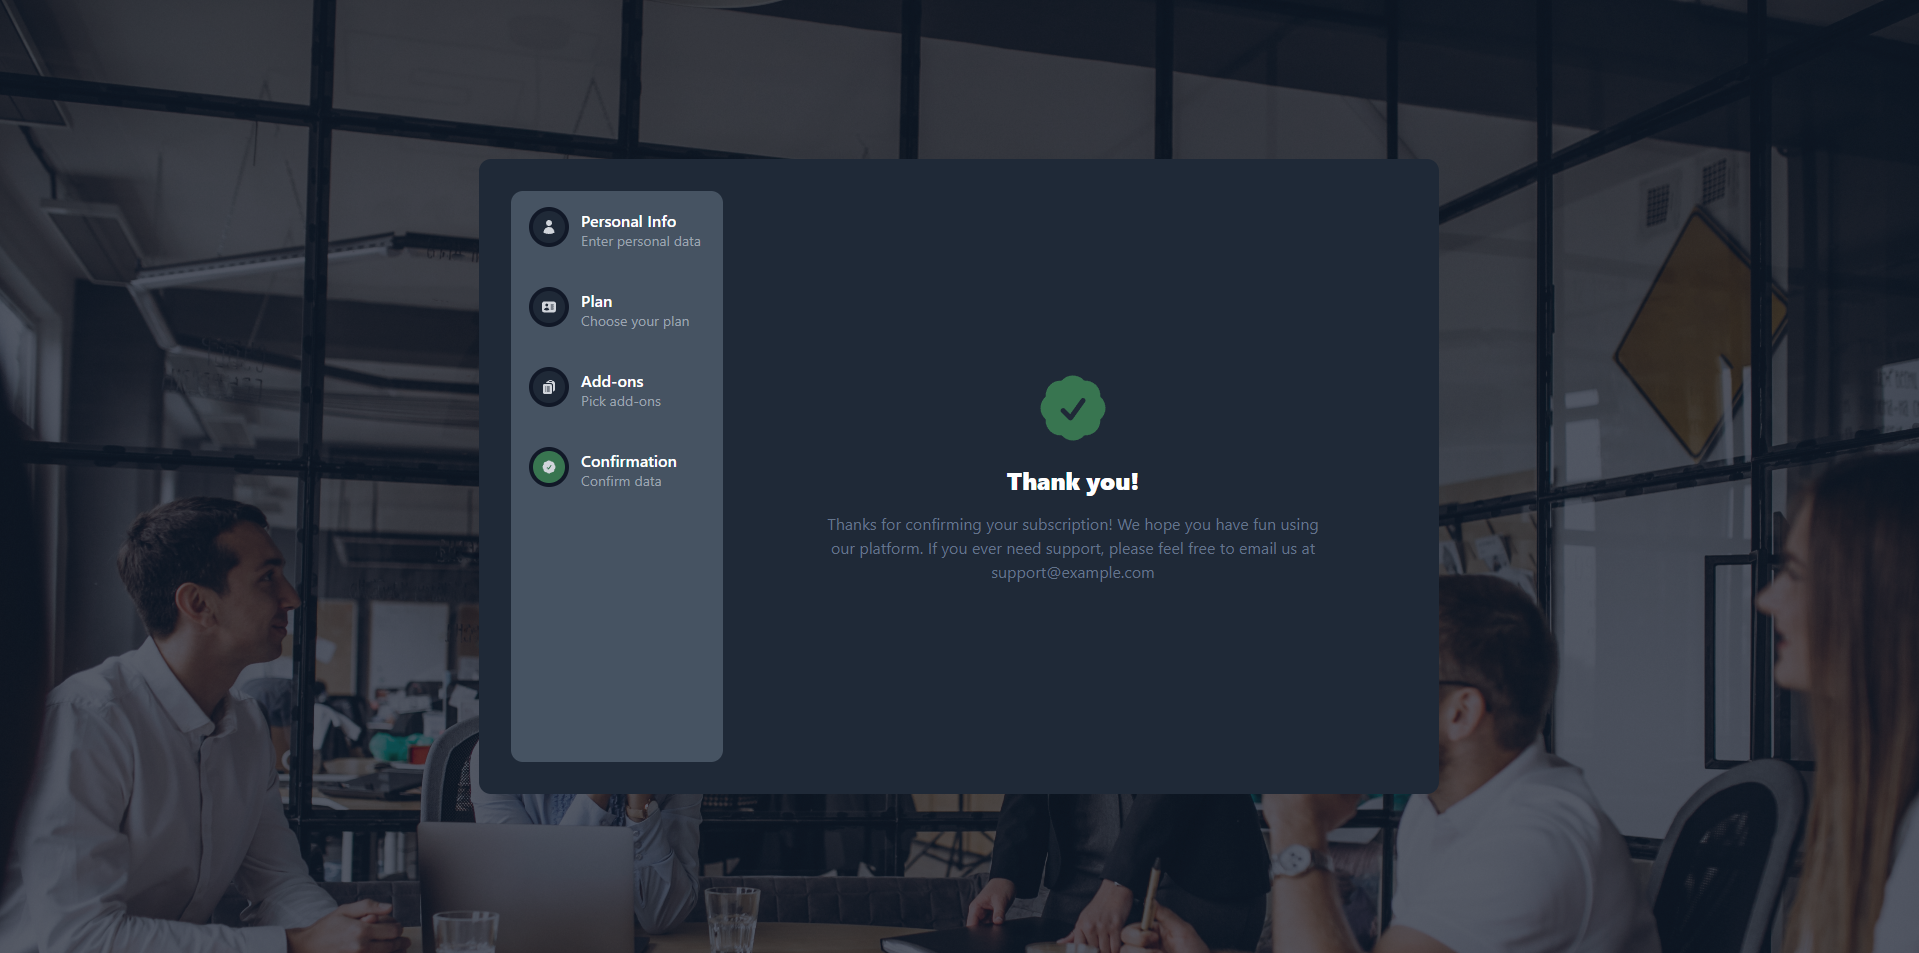 Personal Info
Enter personal data
Plan
Choose your plan
Add-ons
Pick add-ons
Confirmation
Confirm data
Thank you!
Thanks for confirming your subscription! We hope you have fun using
our platform. If you ever need support, please feel free to email us at
support@example.com